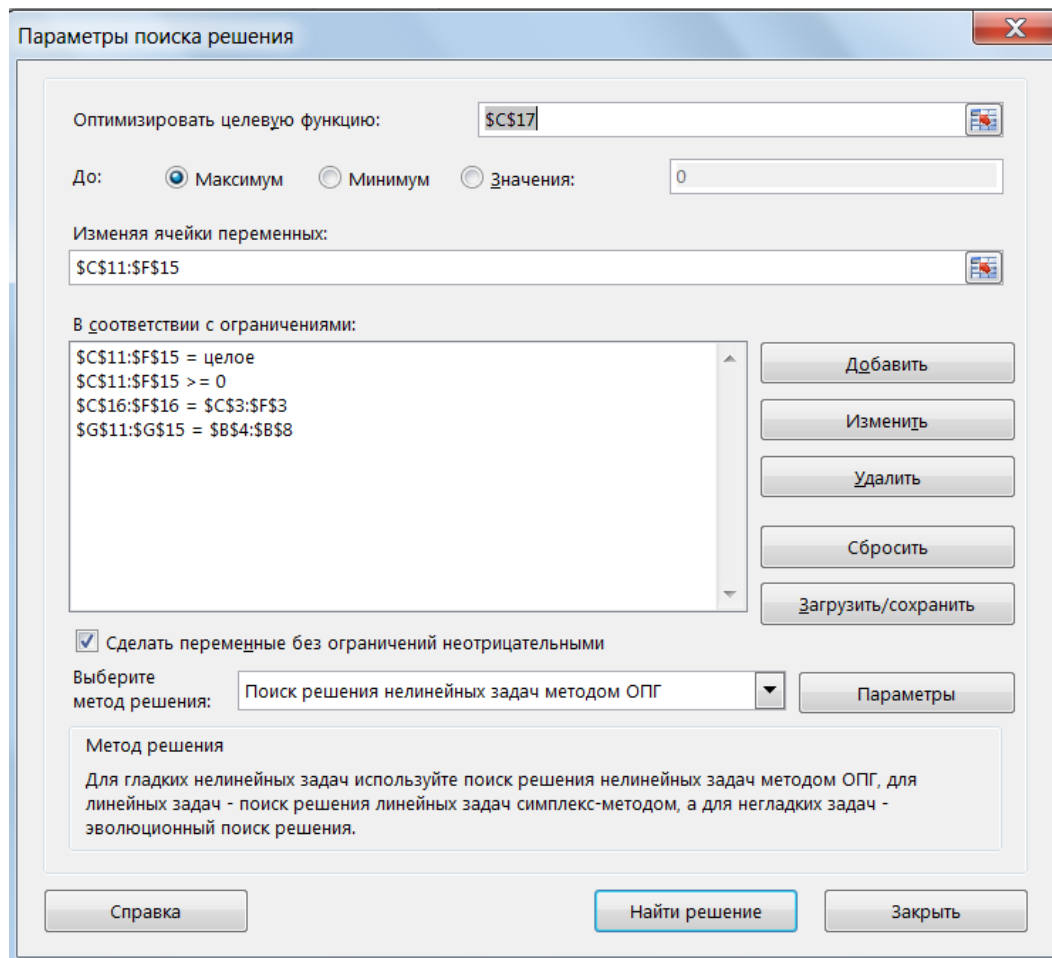 Параметры поиска решения
X
Оптимизировать целевую функцию: $C$17
До: Максимум Минимум Значения: 0
Изменяя ячейки переменных:
$C$11:$F$15
В соответствии с ограничениями:
$C$11:$F$15 = целое
$C$11:$F$15 >= 0
$C$16:$F$16 = $C$3:$F$3
$G$11:$G$15 = $B$4:$B$8
Добавить
Изменить
Удалить
Сбросить
Загрузить/сохранить
Сделать переменные без ограничений неотрицательными
Выберите
метод решения: Поиск решения нелинейных задач методом ОПГ Параметры
Метод решения
Для гладких нелинейных задач используйте поиск решения нелинейных задач методом ОПГ, для
линейных задач - поиск решения линейных задач симплекс-методом, а для негладких задач -
эволюционный поиск решения.
Справка Найти решение Закрыть